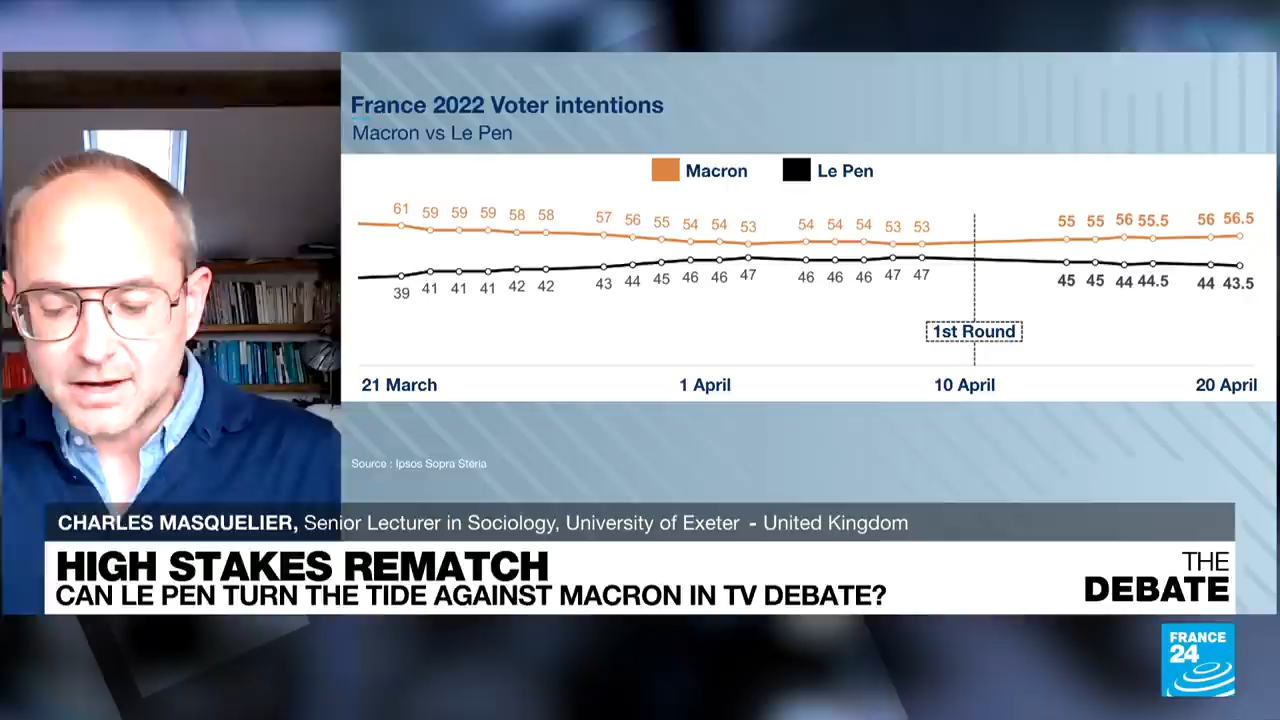 France 2022 Voter intentions
Macron vs Le Pen
Macron Le Pen
61 59 59 59 58 58 57 56 55 54 54 53 54 54 54 53 53 55 55 56 55.5 56 56.5
39 41 41 41 42 42 43 44 45 46 46 47 46 46 46 47 47 45 45 44 44.5 44 43.5
1st Round
21 March 1 April 10 April 20 April
Source : Ipsos Sopra Steria
CHARLES MASQUELIER, Senior Lecturer in Sociology, University of Exeter - United Kingdom
HIGH STAKES REMATCH
CAN LE PEN TURN THE TIDE AGAINST MACRON IN TV DEBATE?
THE
DEBATE
FRANCE
24